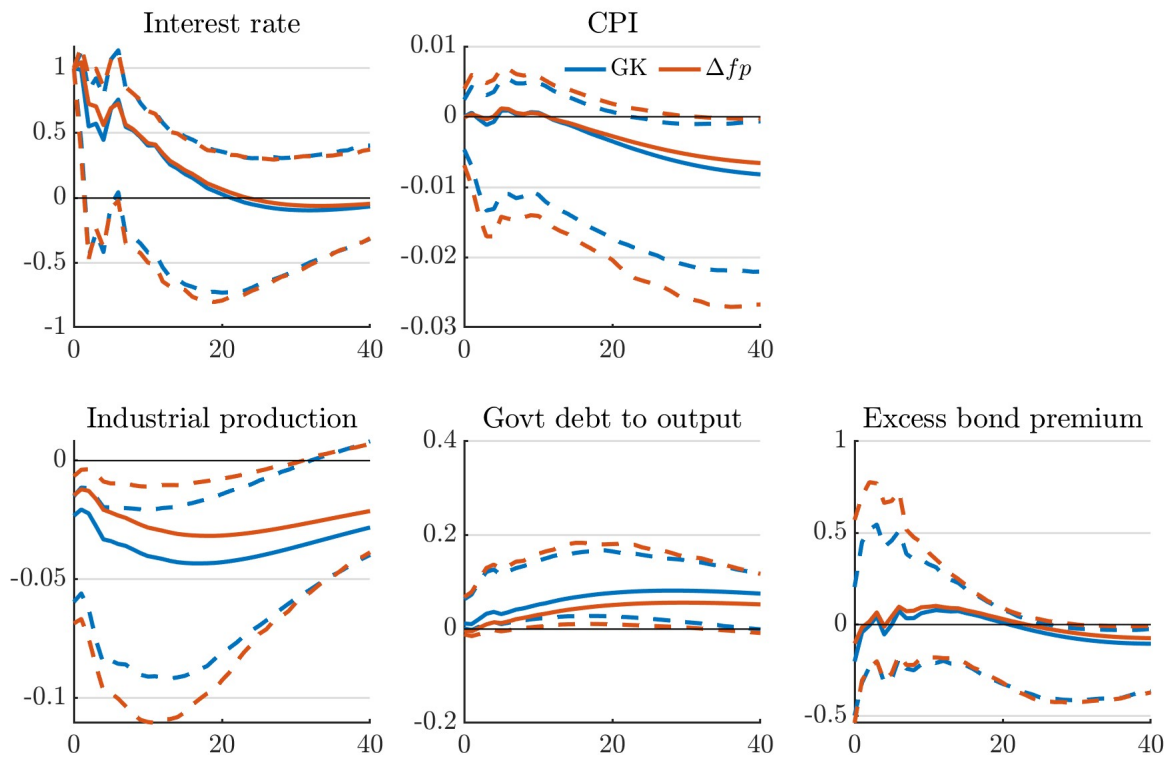 Interest rate
1
0.5
0
-0.5
-1
0 20 40
CPI
0.01
0
-0.01
-0.02
-0.03
GK Δfp
0 20 40
Industrial production
0
-0.05
-0.1
0 20 40
Govt debt to output
0.4
0.2
0
-0.2
0 20 40
Excess bond premium
1
0.5
0
-0.5
0 20 40